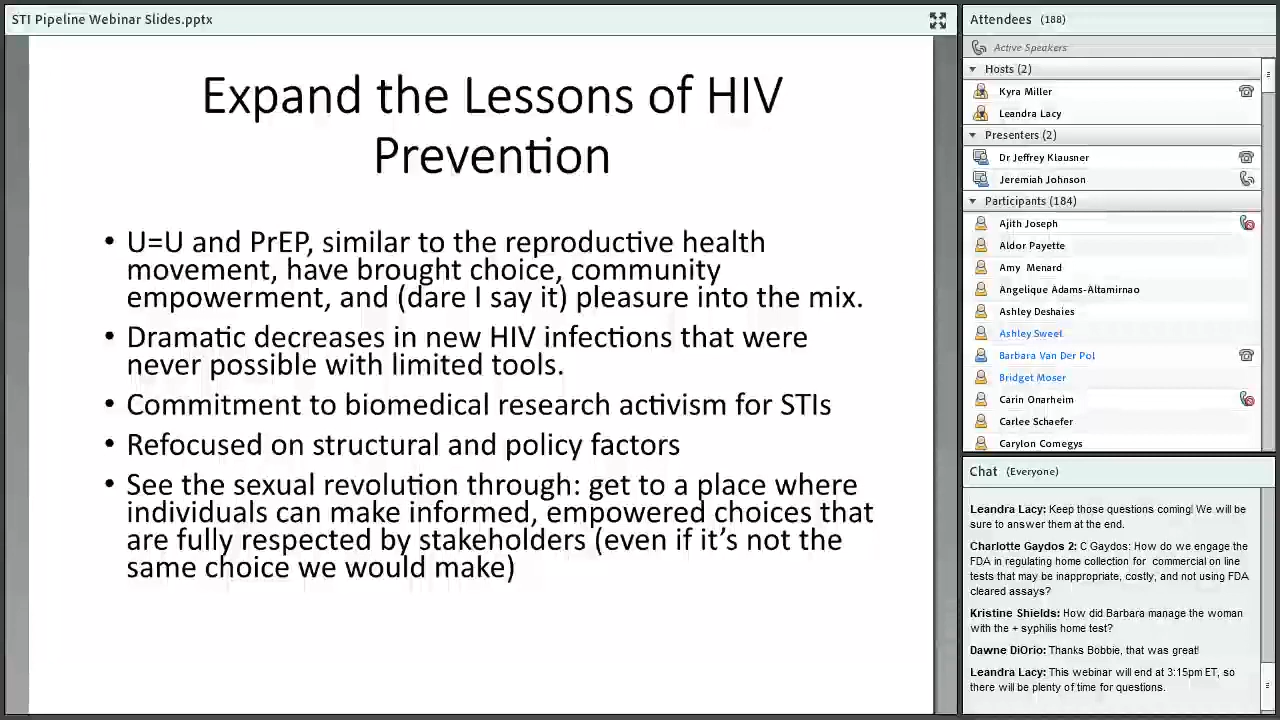 STI Pipeline Webinar Slides.pptx
Expand the Lessons of HIV
Prevention
• U=U and PrEP, similar to the reproductive health
movement, have brought choice, community
empowerment, and (dare I say it) pleasure into the mix.
• Dramatic decreases in new HIV infections that were
never possible with limited tools.
• Commitment to biomedical research activism for STIs
• Refocused on structural and policy factors
• See the sexual revolution through: get to a place where
individuals can make informed, empowered choices that
are fully respected by stakeholders (even if it's not the
same choice we would make)
Attendees (188)
Active Speakers
Hosts (2)
Kyra Miller
Leandra Lacy
Presenters (2)
Dr Jeffrey Klausner
Jeremiah Johnson
Participants (184)
Ajith Joseph
Aldor Payette
Amy Menard
Angelique Adams-Altamirnao
Ashley Deshaies
Ashley Sweet
Barbara Van Der Pol
Bridget Moser
Carin Onarheim
Carlee Schaefer
Carylon Comegys
Chat (Everyone)
Leandra Lacy: Keep those questions coming! We will be
sure to answer them at the end.
Charlotte Gaydos 2: C Gaydos: How do we engage the
FDA in regulating home collection for commercial on line
tests that may be inappropriate, costly, and not using FDA
cleared assays?
Kristine Shields: How did Barbara manage the woman
with the + syphilis home test?
Dawne DiOrio: Thanks Bobbie, that was great!
Leandra Lacy: This webinar will end at 3:15pm ET, so
there will be plenty of time for questions.